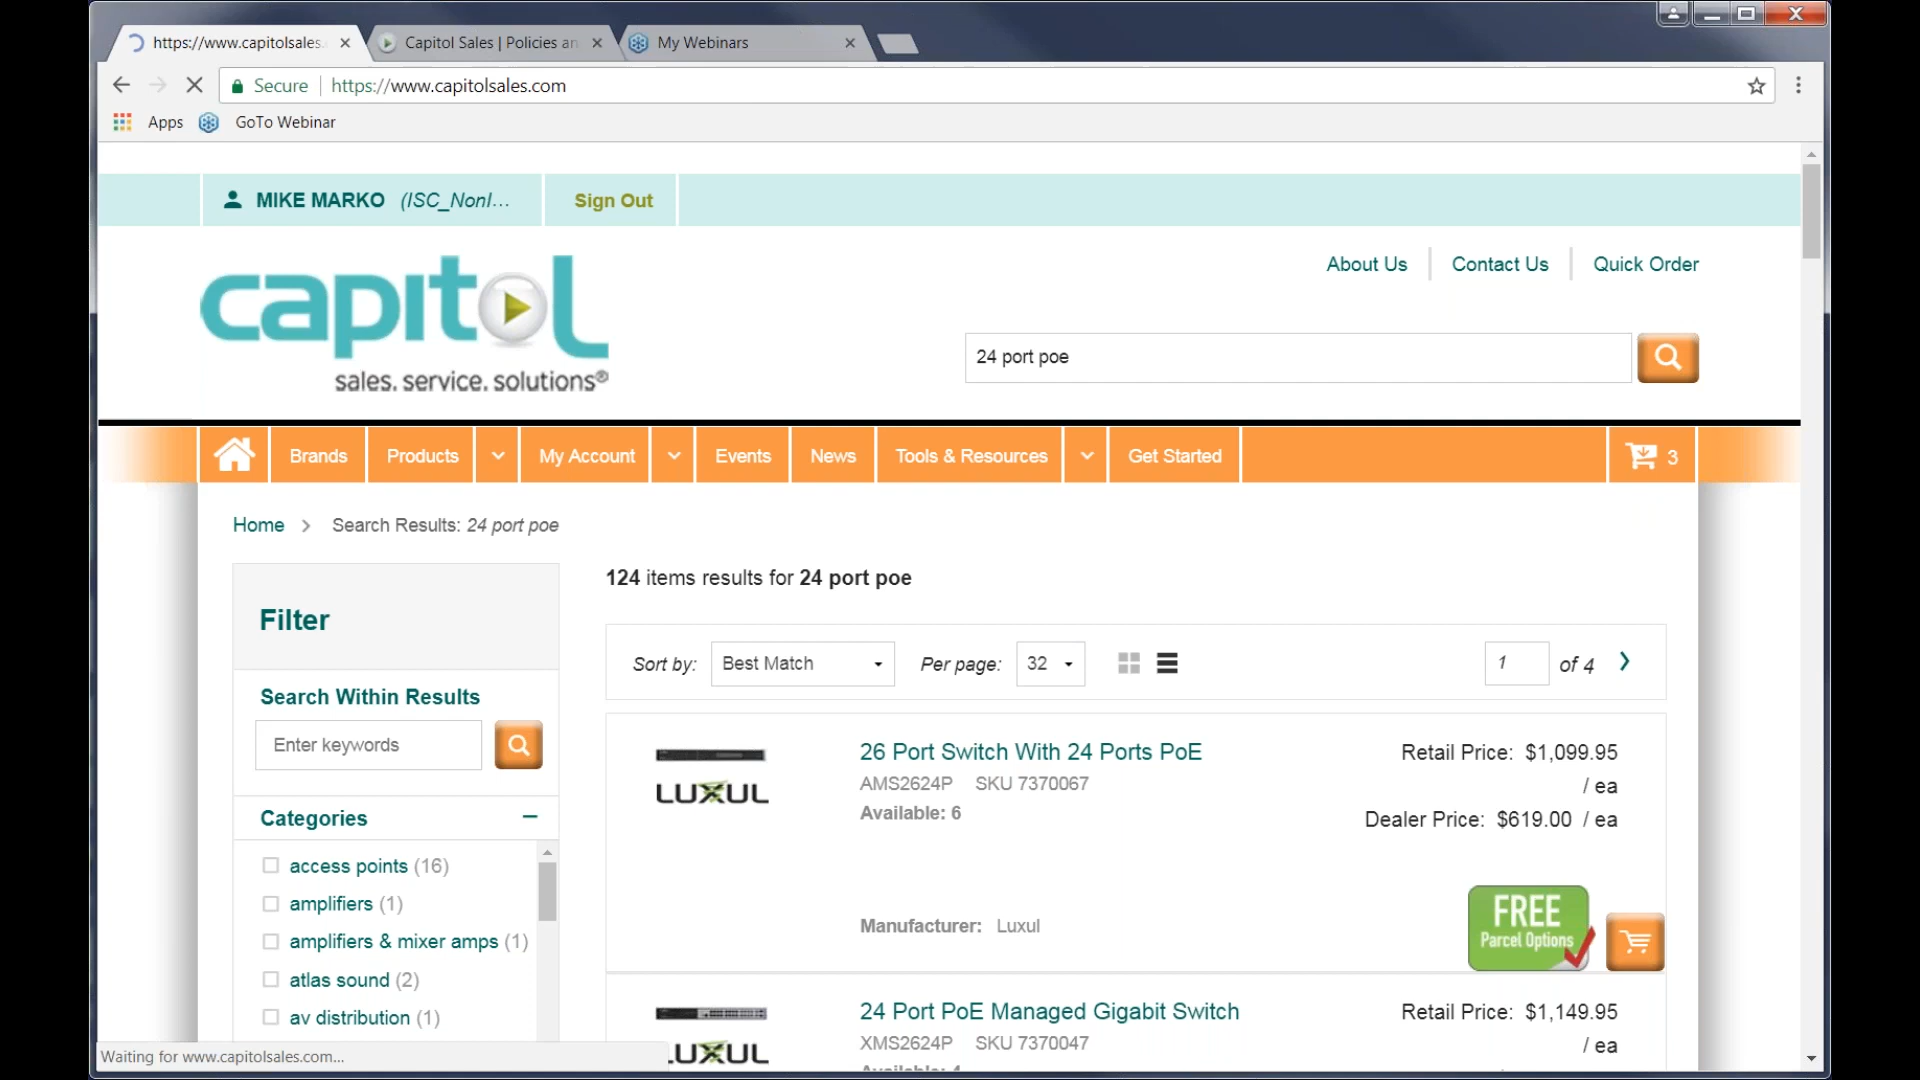 https://www.capitolsales.
Capitol Sales | Policies an
My Webinars
Secure
https://www.capitolsales.com
Apps
GoTo Webinar
MIKE MARKO (ISC_NonI...
Sign Out
About Us
Contact Us
Quick Order
capitol
sales. service. solutions®
24 port poe
Brands
Products
My Account
Events
News
Tools & Resources
Get Started
3
Home
Search Results: 24 port poe
Filter
Search Within Results
Enter keywords
Categories
access points (16)
amplifiers (1)
amplifiers & mixer amps (1)
atlas sound (2)
av distribution (1)
124 items results for 24 port poe
Sort by: Best Match
Per page: 32
1 of 4
LUXUL
26 Port Switch With 24 Ports PoE
AMS2624P SKU 7370067
Available: 6
Manufacturer: Luxul
Retail Price: $1,099.95
/ ea
Dealer Price: $619.00 / ea
FREE
Parcel Options
LUXUL
24 Port PoE Managed Gigabit Switch
XMS2624P SKU 7370047
Retail Price: $1,149.95
/ ea
Waiting for www.capitolsales.com...